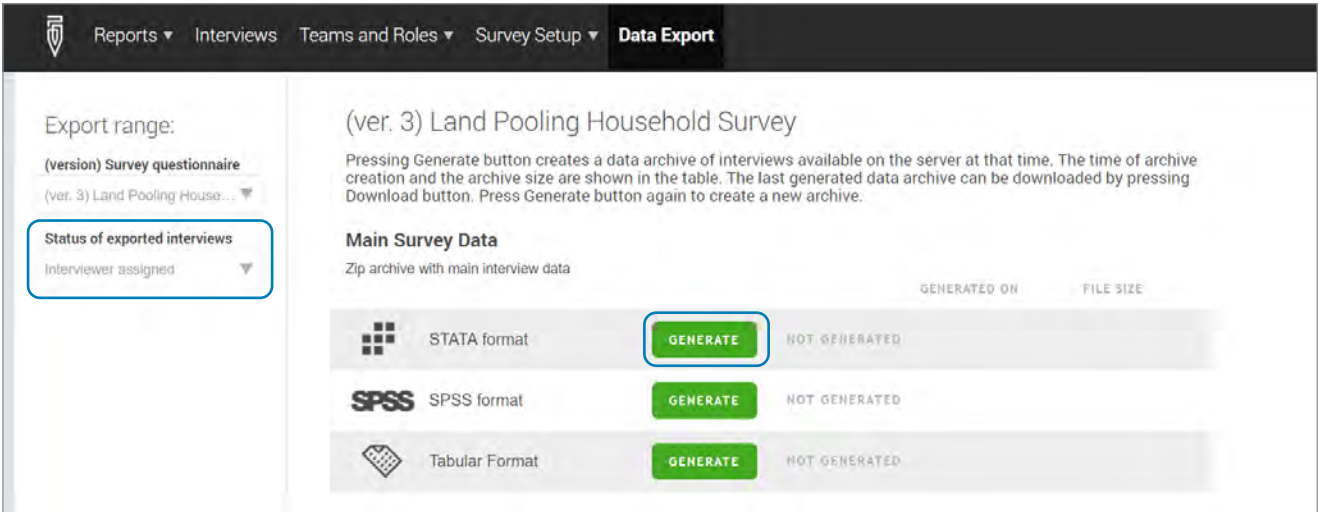 Reports ▾ Interviews Teams and Roles ▾ Survey Setup ▾ Data Export
Export range:
(version) Survey questionnaire
(ver. 3) Land Pooling House... ▼
Status of exported interviews
Interviewer assigned ▼
(ver. 3) Land Pooling Household Survey
Pressing Generate button creates a data archive of interviews available on the server at that time. The time of archive
creation and the archive size are shown in the table. The last generated data archive can be downloaded by pressing
Download button. Press Generate button again to create a new archive.
Main Survey Data
Zip archive with main interview data
GENERATED ON FILE SIZE
STATA format GENERATE NOT GENERATED
SPSS SPSS format GENERATE NOT GENERATED
Tabular Format GENERATE NOT GENERATED